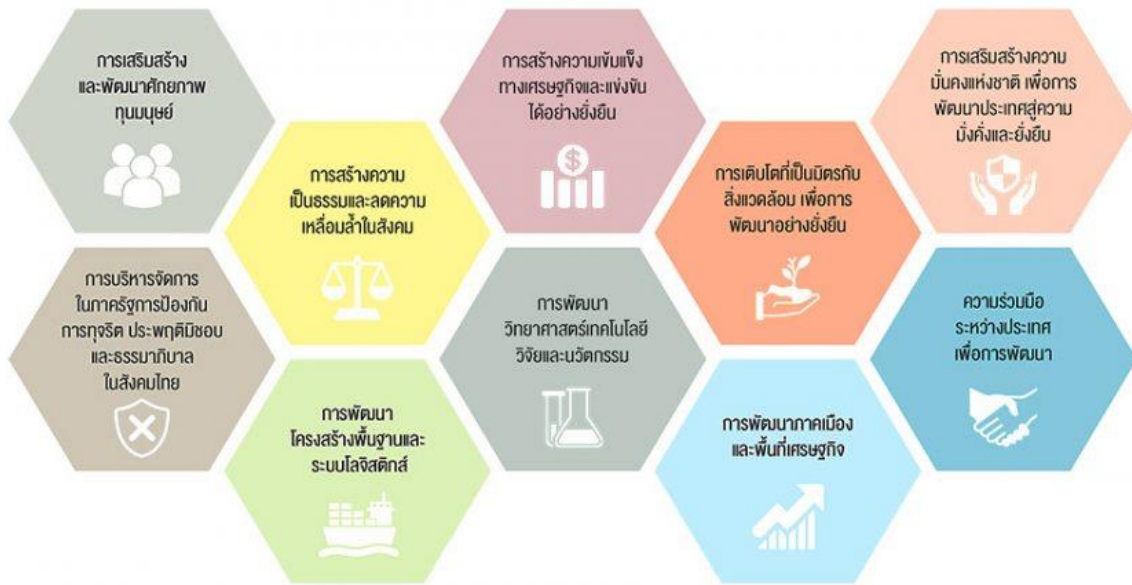 การเสริมสร้าง
และพัฒนาศักยภาพ
ทุนมนุษย์
การสร้างความ
เป็นธรรมและลดความ
เหลื่อมล้ำในสังคม
การสร้างความเข้มแข็ง
ทางเศรษฐกิจและแข่งขัน
ได้อย่างยั่งยืน
การเติบโตที่เป็นมิตรกับ
สิ่งแวดล้อม เพื่อการ
พัฒนาอย่างยั่งยืน
การเสริมสร้างความ
มั่นคงแห่งชาติ เพื่อการ
พัฒนาประเทศสู่ความ
มั่งคั่งและยั่งยืน
การบริหารจัดการ
ในภาครัฐการป้องกัน
การทุจริต ประพฤติมิชอบ
และธรรมาภิบาล
ในสังคมไทย
การพัฒนา
โครงสร้างพื้นฐานและ
ระบบโลจิสติกส์
การพัฒนา
วิทยาศาสตร์เทคโนโลยี
วิจัยและนวัตกรรม
การพัฒนาภาคเมือง
และพื้นที่เศรษฐกิจ
ความร่วมมือ
ระหว่างประเทศ
เพื่อการพัฒนา